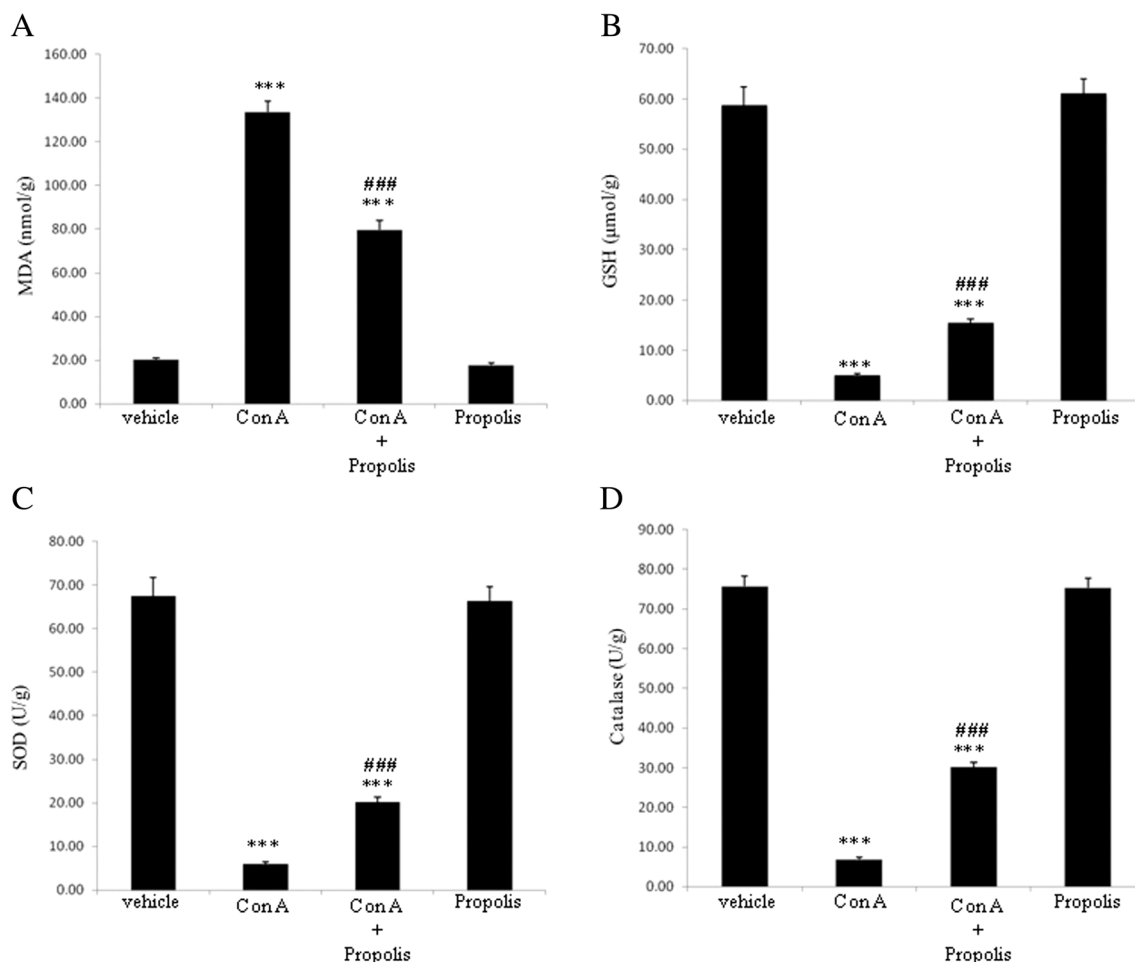 A
MDA (nmol/g)
160.00
140.00
120.00
100.00
80.00
60.00
40.00
20.00
0.00
***
###
***
vehicle
ConA
ConA
+
Propolis
Propolis
B
GSH (µmol/g)
70.00
60.00
50.00
40.00
30.00
20.00
10.00
0.00
***
###
***
vehicle
ConA
ConA
+
Propolis
Propolis
C
SOD (U/g)
80.00
70.00
60.00
50.00
40.00
30.00
20.00
10.00
0.00
***
###
***
vehicle
ConA
ConA
+
Propolis
Propolis
D
Catalase (U/g)
90.00
80.00
70.00
60.00
50.00
40.00
30.00
20.00
10.00
0.00
***
###
***
vehicle
ConA
ConA
+
Propolis
Propolis